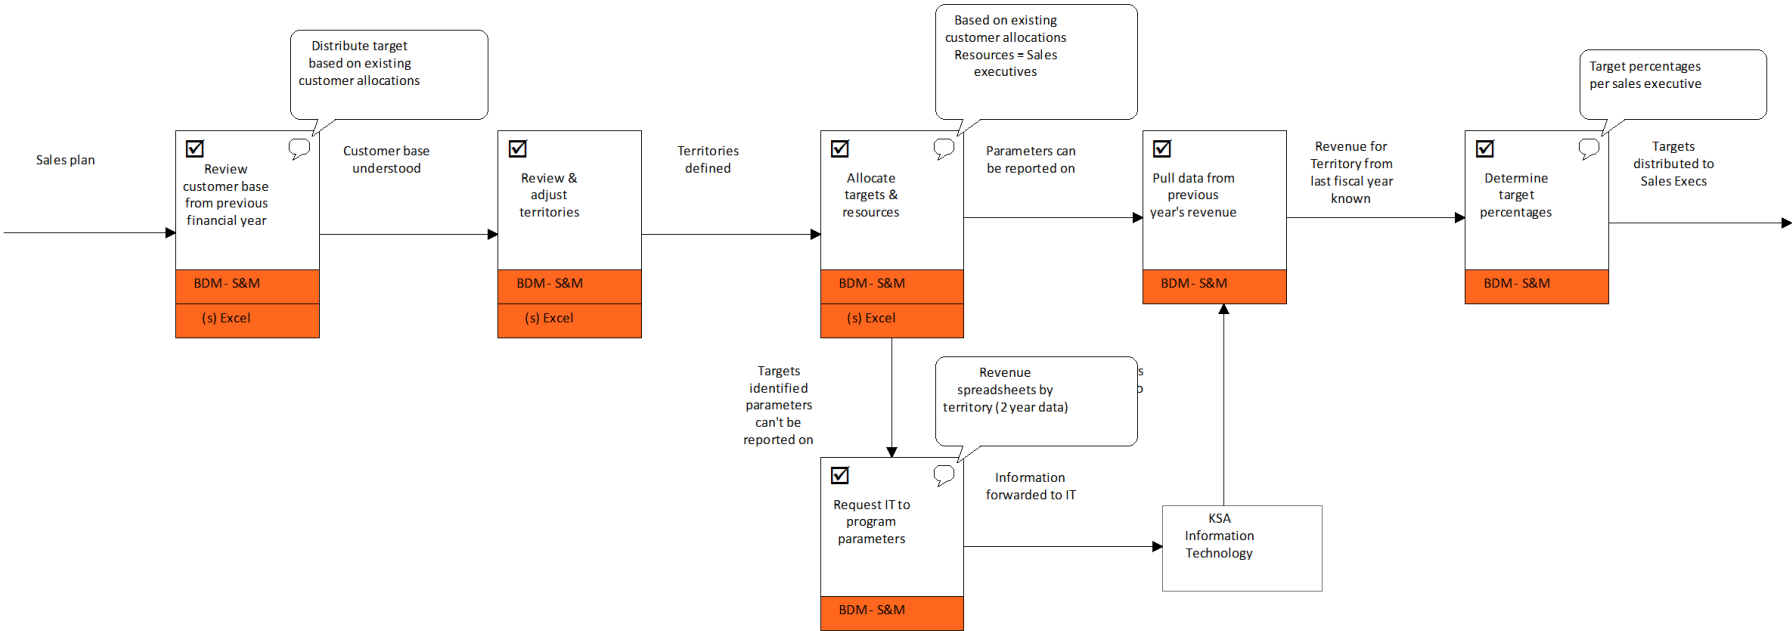 Distribute target
based on existing
customer allocations
Based on existing
customer allocations
Resources = Sales
executives
Target percentages
per sales executive
Sales plan
Review
customer base
from previous
financial year
BDM - S&M
(s) Excel
Customer base
understood
Review &
adjust
territories
BDM - S&M
(s) Excel
Territories
defined
Allocate
targets &
resources
BDM - S&M
(s) Excel
Parameters can
be reported on
Pull data from
previous
year's revenue
BDM - S&M
Revenue for
Territory from
last fiscal year
known
Determine
target
percentages
BDM - S&M
Targets
distributed to
Sales Execs
Targets
identified
parameters
can't be
reported on
Revenue
spreadsheets by
territory (2 year data)
Request IT to
program
parameters
BDM - S&M
Information
forwarded to IT
KSA
Information
Technology